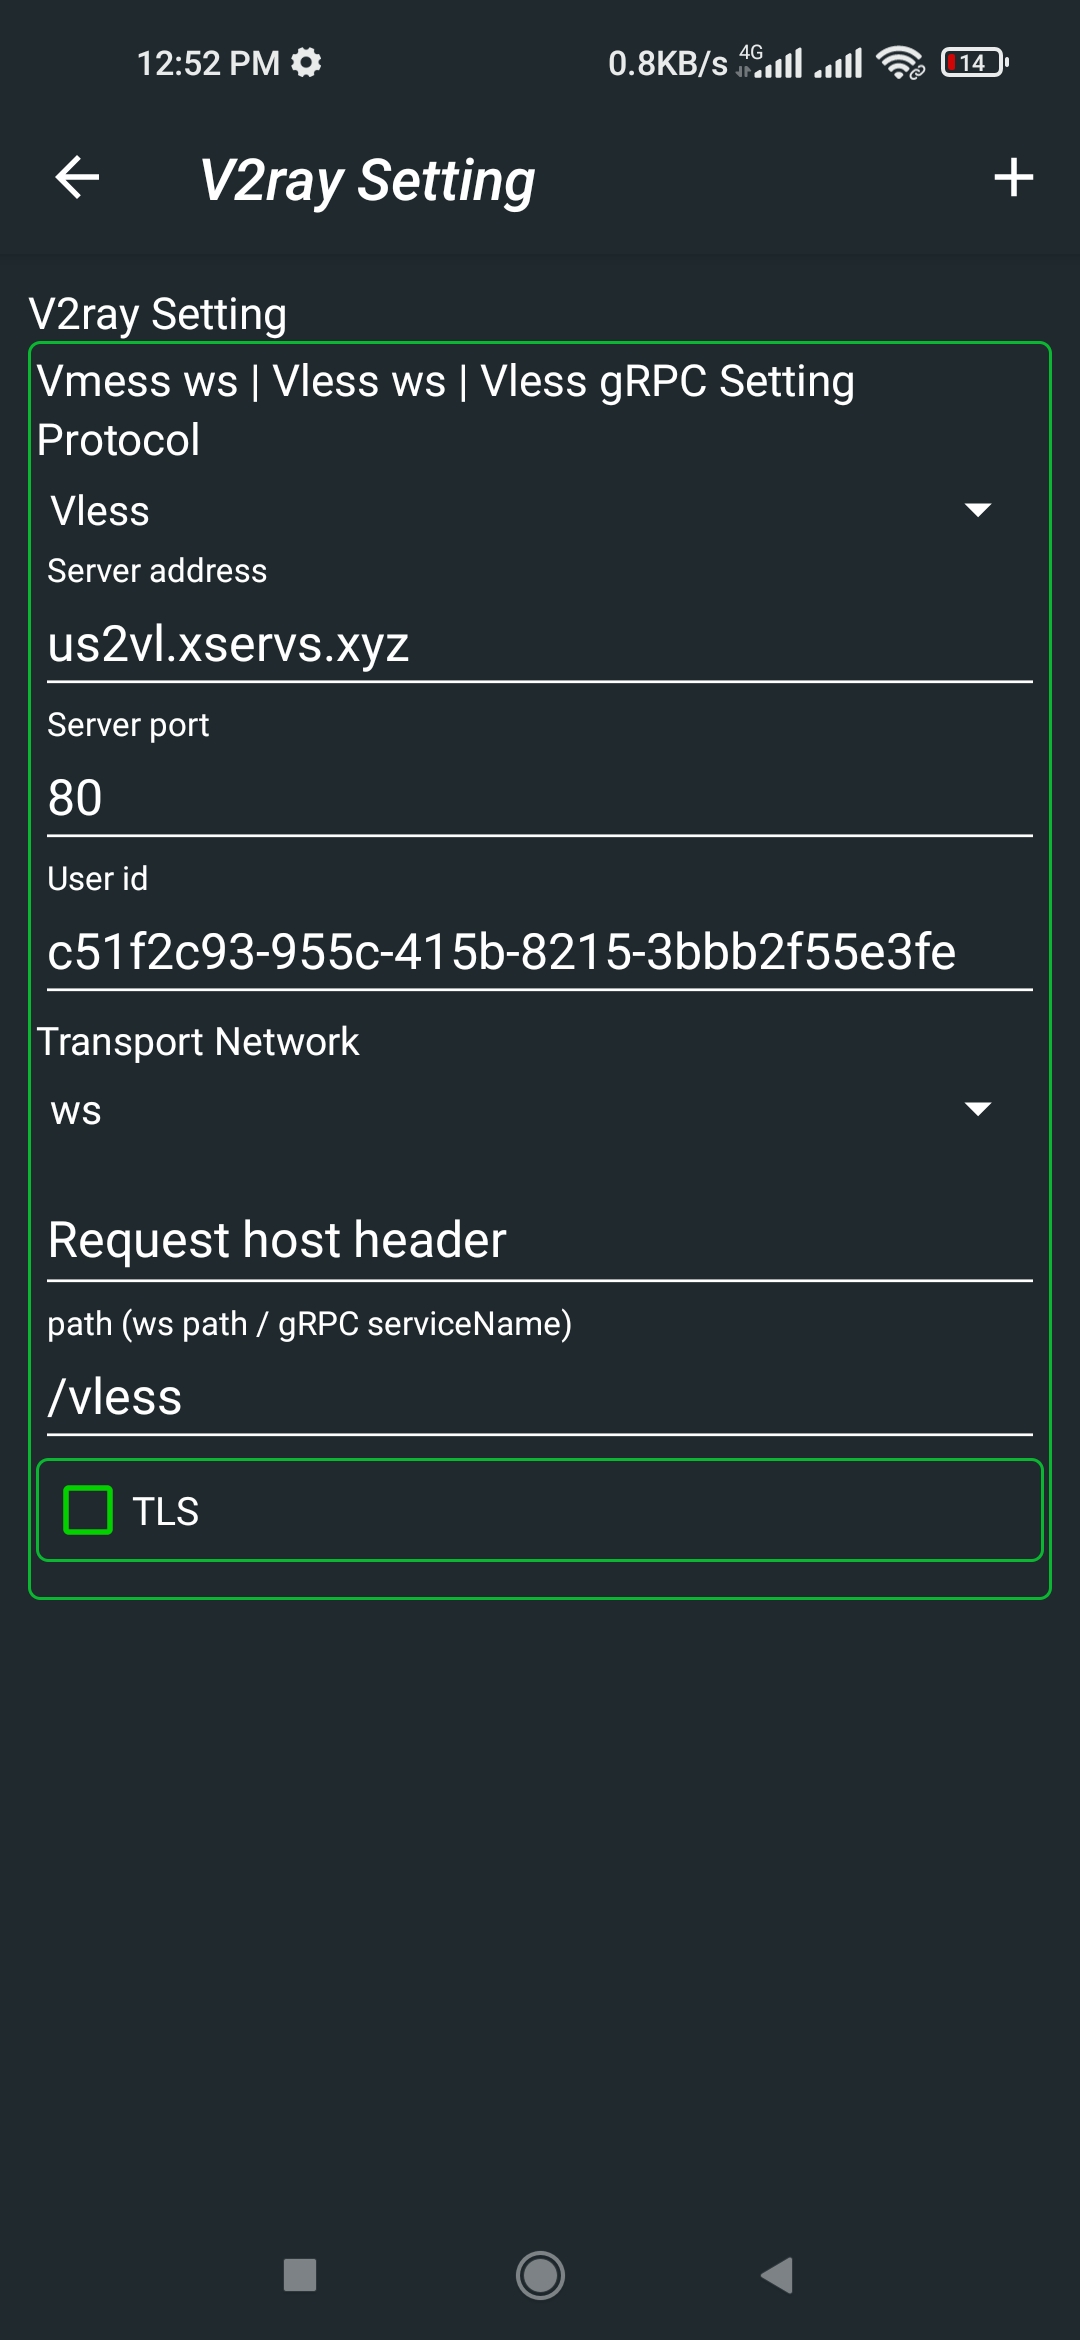 12:52 PM 0.8KB/s 4G 14
V2ray Setting
V2ray Setting
Vmess ws | Vless ws | Vless gRPC Setting
Protocol
Vless
Server address
us2vl.xservs.xyz
Server port
80
User id
c51f2c93-955c-415b-8215-3bbb2f55e3fe
Transport Network
ws
Request host header
path (ws path / gRPC serviceName)
/vless
TLS